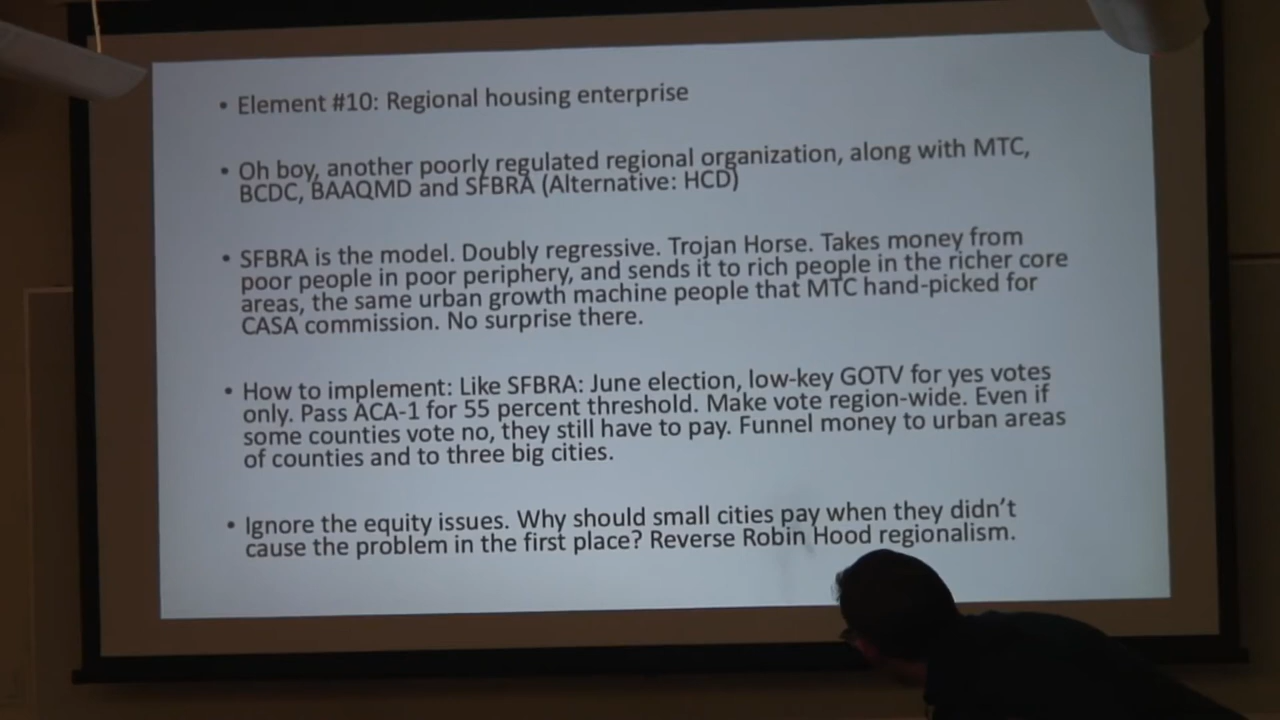 • Element #10: Regional housing enterprise
• Oh boy, another poorly regulated regional organization, along with MTC,
BCDC, BAAQMD and SFBRA (Alternative: HCD)
• SFBRA is the model. Doubly regressive. Trojan Horse. Takes money from
poor people in poor periphery, and sends it to rich people in the richer core
areas, the same urban growth machine people that MTC hand-picked for
CASA commission. No surprise there.
• How to implement: Like SFBRA: June election, low-key GOTV for yes votes
only. Pass ACA-1 for 55 percent threshold. Make vote region-wide. Even if
some counties vote no, they still have to pay. Funnel money to urban areas
of counties and to three big cities.
• Ignore the equity issues. Why should small cities pay when they didn't
cause the problem in the first place? Reverse Robin Hood regionalism.